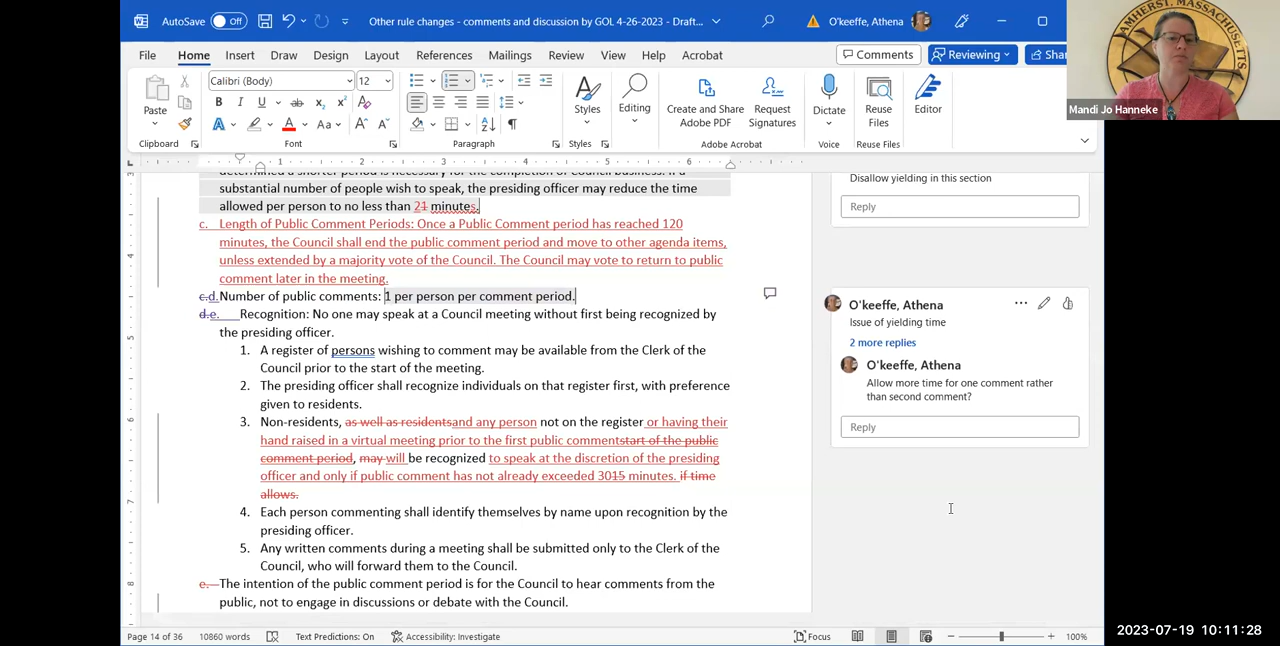 AutoSave Off Other rule changes - comments and discussion by GOL 4-26-2023 - Draft... O'keeffe, Athena
AMHERST, MASSACHUSETTS
File Home Insert Draw Design Layout References Mailings Review View Help Acrobat Comments Reviewing Shar
Calibri (Body) 12
Paste Styles Editing Create and Share Adobe PDF Request Signatures Dictate Reuse Files Editor
Mandi Jo Hanneke
Clipboard Font Paragraph Styles Adobe Acrobat Voice Reuse Files
determined a shorter period is necessary for the completion of Council business. If a
substantial number of people wish to speak, the presiding officer may reduce the time
allowed per person to no less than 21 minutes.
c. Length of Public Comment Periods: Once a Public Comment period has reached 120
minutes, the Council shall end the public comment period and move to other agenda items,
unless extended by a majority vote of the Council. The Council may vote to return to public
comment later in the meeting.
c.d. Number of public comments: 1 per person per comment period.
d.e. Recognition: No one may speak at a Council meeting without first being recognized by
the presiding officer.
1. A register of persons wishing to comment may be available from the Clerk of the
Council prior to the start of the meeting.
2. The presiding officer shall recognize individuals on that register first, with preference
given to residents.
3. Non-residents, as well as residentsand any person not on the register or having their
hand raised in a virtual meeting prior to the first public commentstart of the public
comment period, may will be recognized to speak at the discretion of the presiding
officer and only if public comment has not already exceeded 3015 minutes. if time
allows.
4. Each person commenting shall identify themselves by name upon recognition by the
presiding officer.
5. Any written comments during a meeting shall be submitted only to the Clerk of the
Council, who will forward them to the Council.
e. The intention of the public comment period is for the Council to hear comments from the
public, not to engage in discussions or debate with the Council.
Disallow yielding in this section
Reply
O'keeffe, Athena
Issue of yielding time
2 more replies
O'keeffe, Athena
Allow more time for one comment rather
than second comment?
Reply
Page 14 of 36 10860 words Text Predictions: On Accessibility: Investigate Focus 100%
2023-07-19 10:11:28